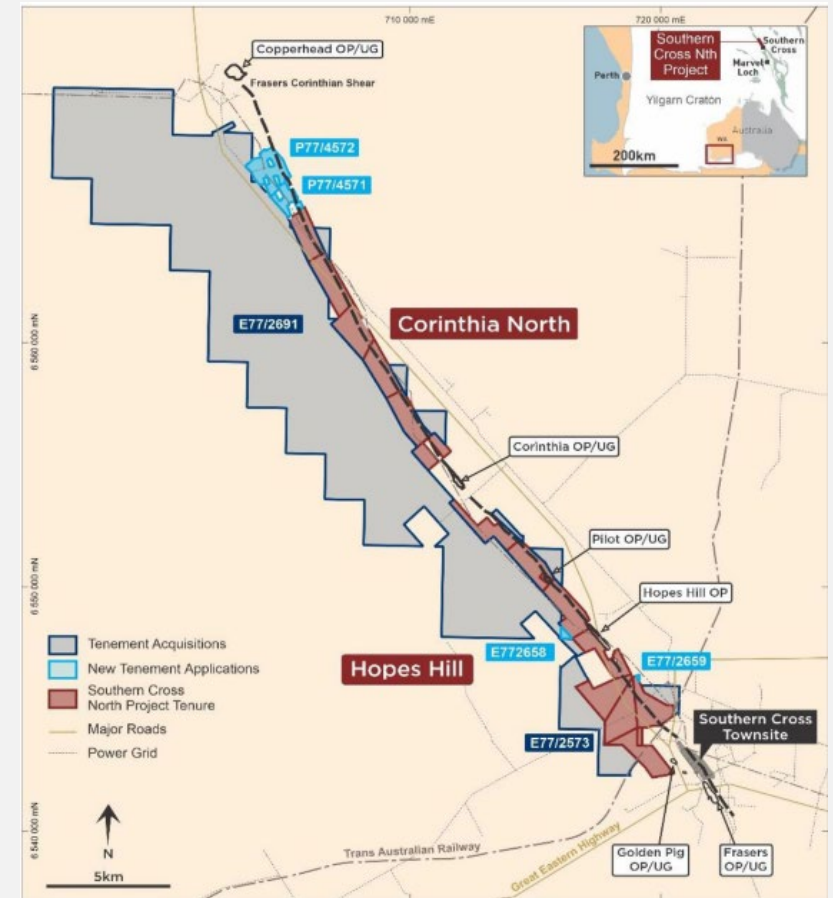 710 000 mE
720 000 mE
Copperhead OP/UG
Frasers Corinthian Shear
Southern
Cross Nth
Project
Southern
Cross
Marvel
Loch
Perth
Yilgarn Craton
Australia
WA
200km
P77/4572
P77/4571
E77/2691
Corinthia North
6 560 000 mN
Corinthia OP/UG
Pilot OP/UG
6 550 000 mN
Hopes Hill OP
Tenement Acquisitions
New Tenement Applications
Southern Cross
North Project Tenure
Major Roads
Power Grid
Hopes Hill
E772658
E77/2659
Southern Cross
Townsite
E77/2573
6 540 000 mN
N
5km
Trans Australian Railway
Great Eastern Highway
Golden Pig
OP/UG
Frasers
OP/UG